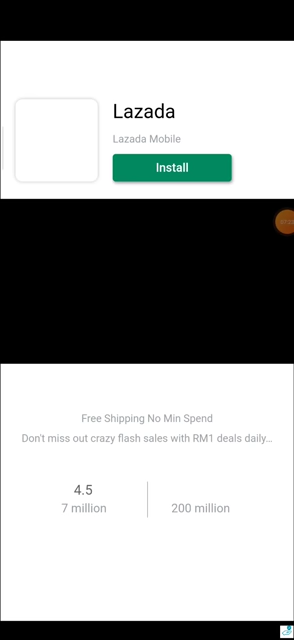 Lazada
Lazada Mobile
Install
Free Shipping No Min Spend
Don't miss out crazy flash sales with RM1 deals daily...
4.5
7 million
200 million